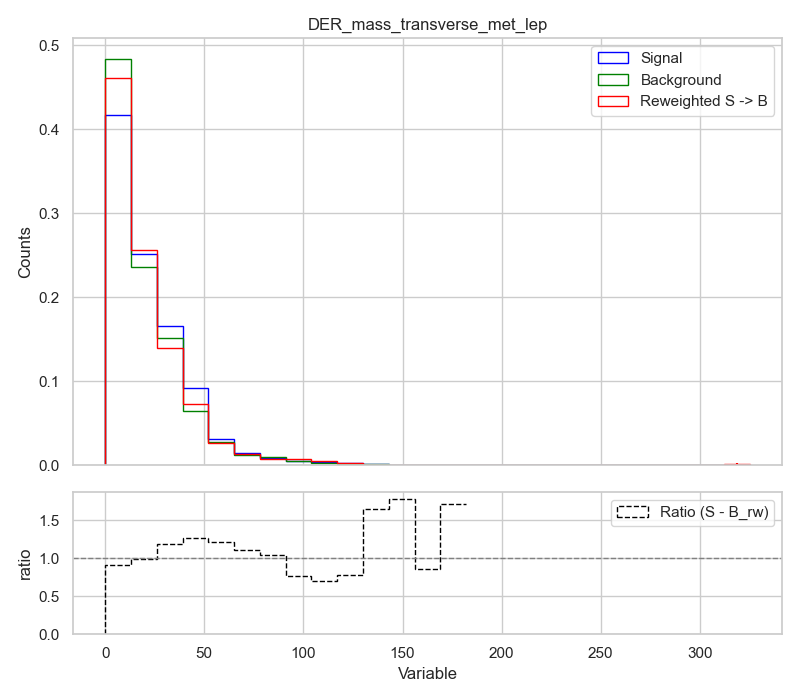 DER_mass_transverse_met_lep
0.5
0.4
0.3
0.2
0.1
0.0
Counts
Signal
Background
Reweighted S -> B
1.5
1.0
0.5
0.0
ratio
Ratio (S - B_rw)
0 50 100 150 200 250 300
Variable